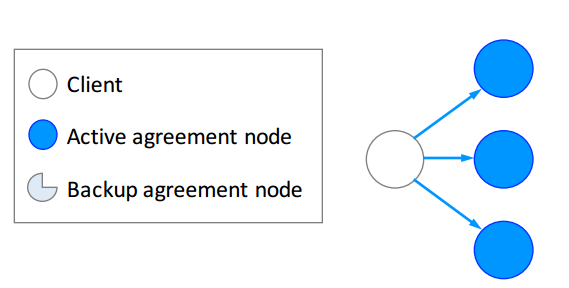 Client
Active agreement node
Backup agreement node